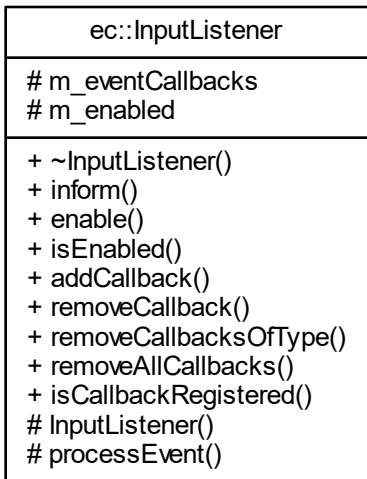 ec::InputListener
# m_eventCallbacks
# m_enabled
+ ~InputListener()
+ inform()
+ enable()
+ isEnabled()
+ addCallback()
+ removeCallback()
+ removeCallbacksOfType()
+ removeAllCallbacks()
+ isCallbackRegistered()
# InputListener()
# processEvent()